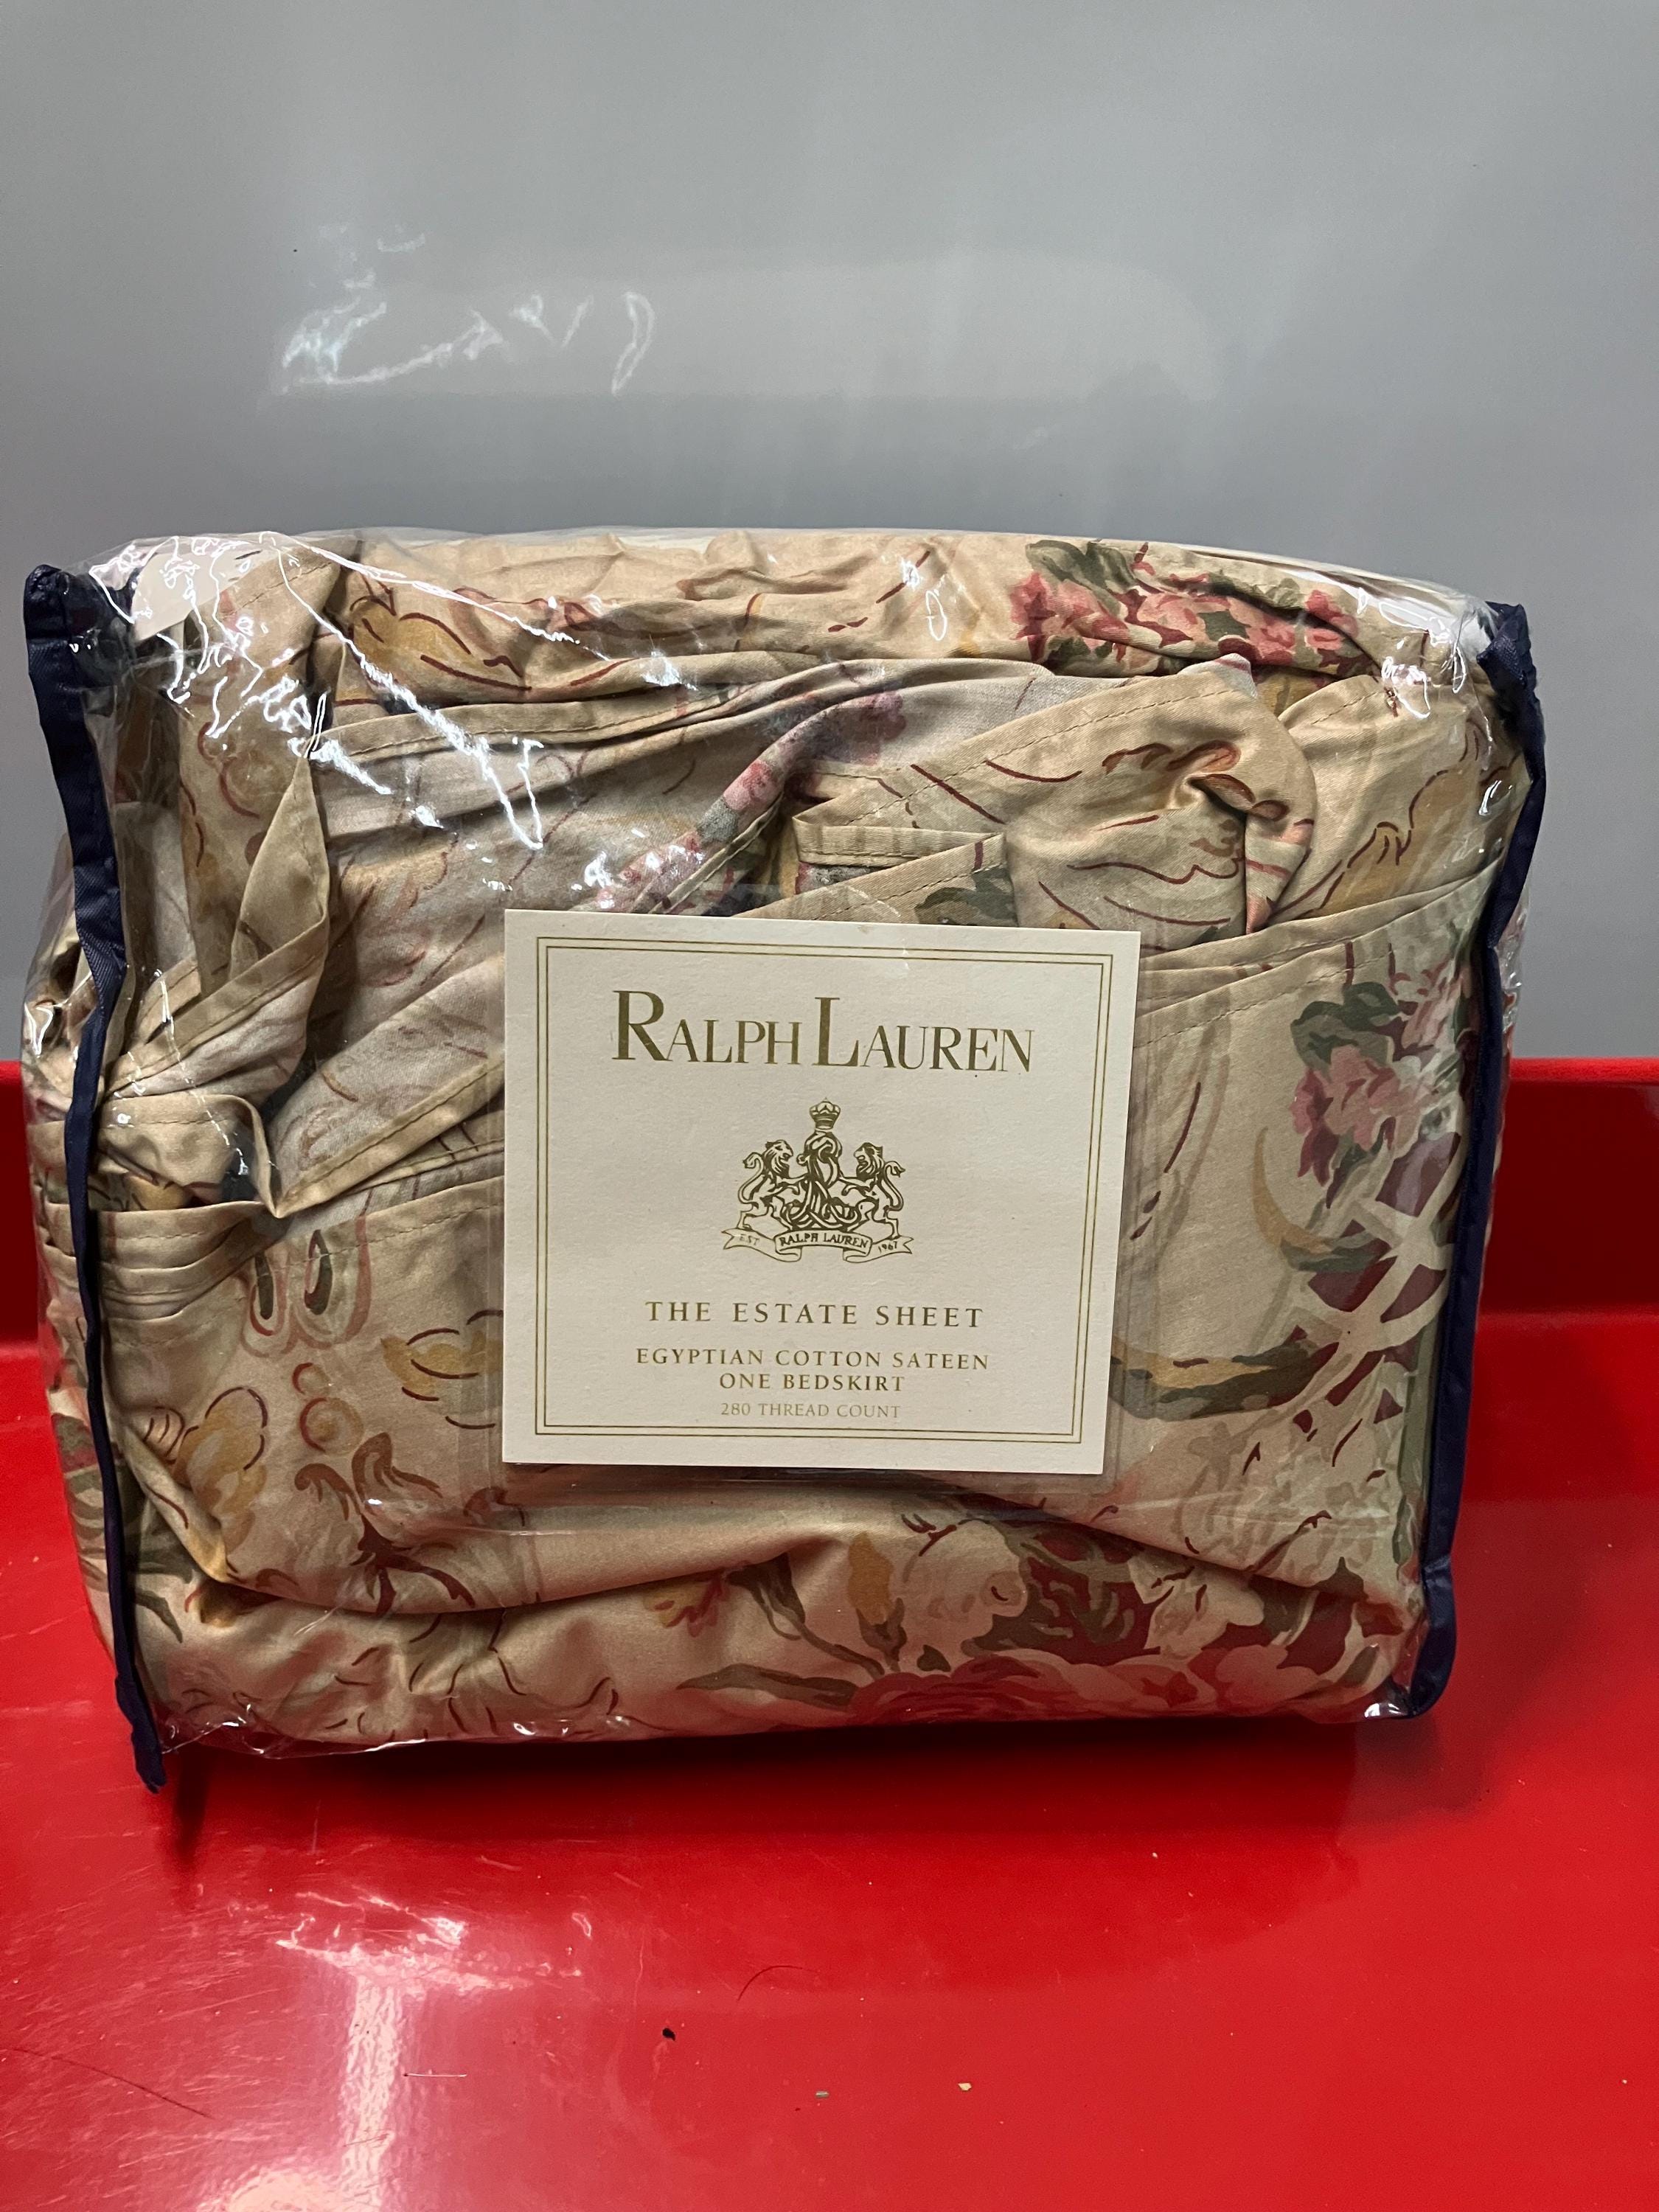 RALPH LAUREN
EST RALPH LAUREN 1967
THE ESTATE SHEET
EGYPTIAN COTTON SATEEN
ONE BEDSKIRT
280 THREAD COUNT